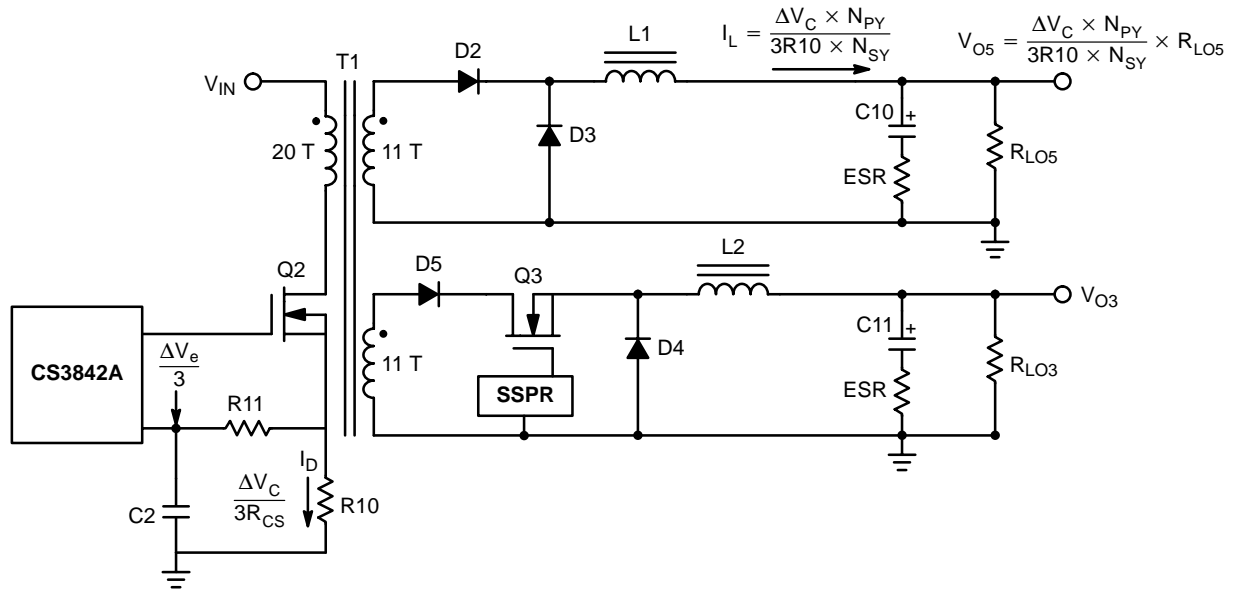 I_L = ΔV_C × N_PY / 3R10 × N_SY
V_O5 = ΔV_C × N_PY / 3R10 × N_SY × R_LO5
V_IN
T1
D2
L1
20 T
11 T
D3
C10
+
ESR
R_LO5
Q2
D5
Q3
L2
V_O3
CS3842A
ΔV_e / 3
11 T
SSPR
D4
C11
+
ESR
R_LO3
R11
I_D
ΔV_C / 3R_CS
R10
C2